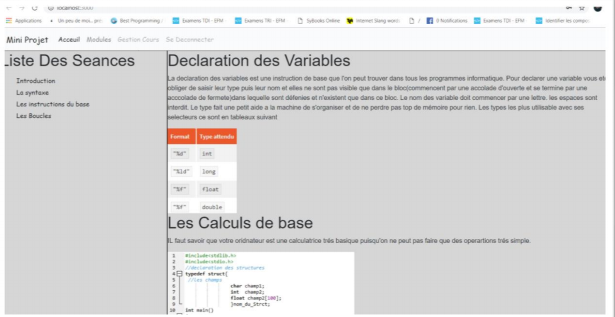 localhost:3000
Applications
Un peu de moi...pro
Best Programming
Examens TDI - EFM
Examens TRI - EFM
SyBooks Online
Internet Slang words
/
9 Notifications
Examens TDI - EFM
Identifier les compo
Mini Projet Acceuil Modules Gestion Cours Se Deconnecter
Liste Des Seances
Introduction
La syntaxe
Les instructions du base
Les Boucles
Declaration des Variables
La declaration des variables est une instruction de base que l'on peut trouver dans tous les programmes informatique. Pour declarer une variable vous ete
obliger de saisir leur type puis leur nom et elles ne sont pas visible que dans le bloc(commencant par une accolade d'ouverte et se termine par une
acccolade de fermete)dans lequelle sont défenies et n'existent que dans ce bloc. Le nom des variable doit commencer par une lettre. les espaces sont
interdit. Le type fait une petit aide a la machine de s'organiser et de ne perdre pas top de mémoire pour rien. Les types les plus utilisable avec ses
selecteurs ce sont en tableaux suivant
Format Type attendu
"%d" int
"%ld" long
"%f" float
"%f" double
Les Calculs de base
IL faut savoir que votre oridnateur est une calculatrice très basique puisqu'on ne peut pas faire que des operartions très simple.
1 #include<stdlib.h>
2 #include<stdio.h>
3 //declaration des structures
4 typedef struct{
5 //les champs
6 char champ1;
7 int champ2;
8 float champ3[100];
9 }nom_du_Strct;
10 int main()